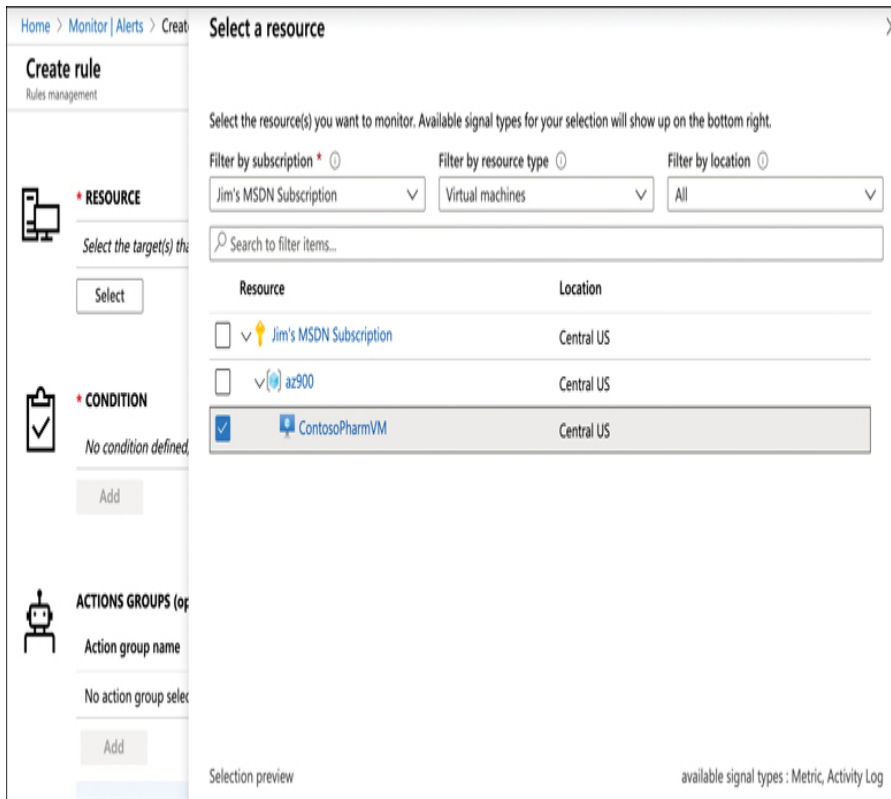 Home > Monitor | Alerts > Creat
Create rule
Rules management
* RESOURCE
Select the target(s) tha
Select
* CONDITION
No condition defined,
Add
ACTIONS GROUPS (op
Action group name
No action group selec
Add
Select a resource
Select the resource(s) you want to monitor. Available signal types for your selection will show up on the bottom right.
Filter by subscription * Filter by resource type Filter by location
Jim's MSDN Subscription Virtual machines All
Search to filter items...
Resource Location
Jim's MSDN Subscription Central US
az900 Central US
ContosoPharmVM Central US
Selection preview available signal types : Metric, Activity Log